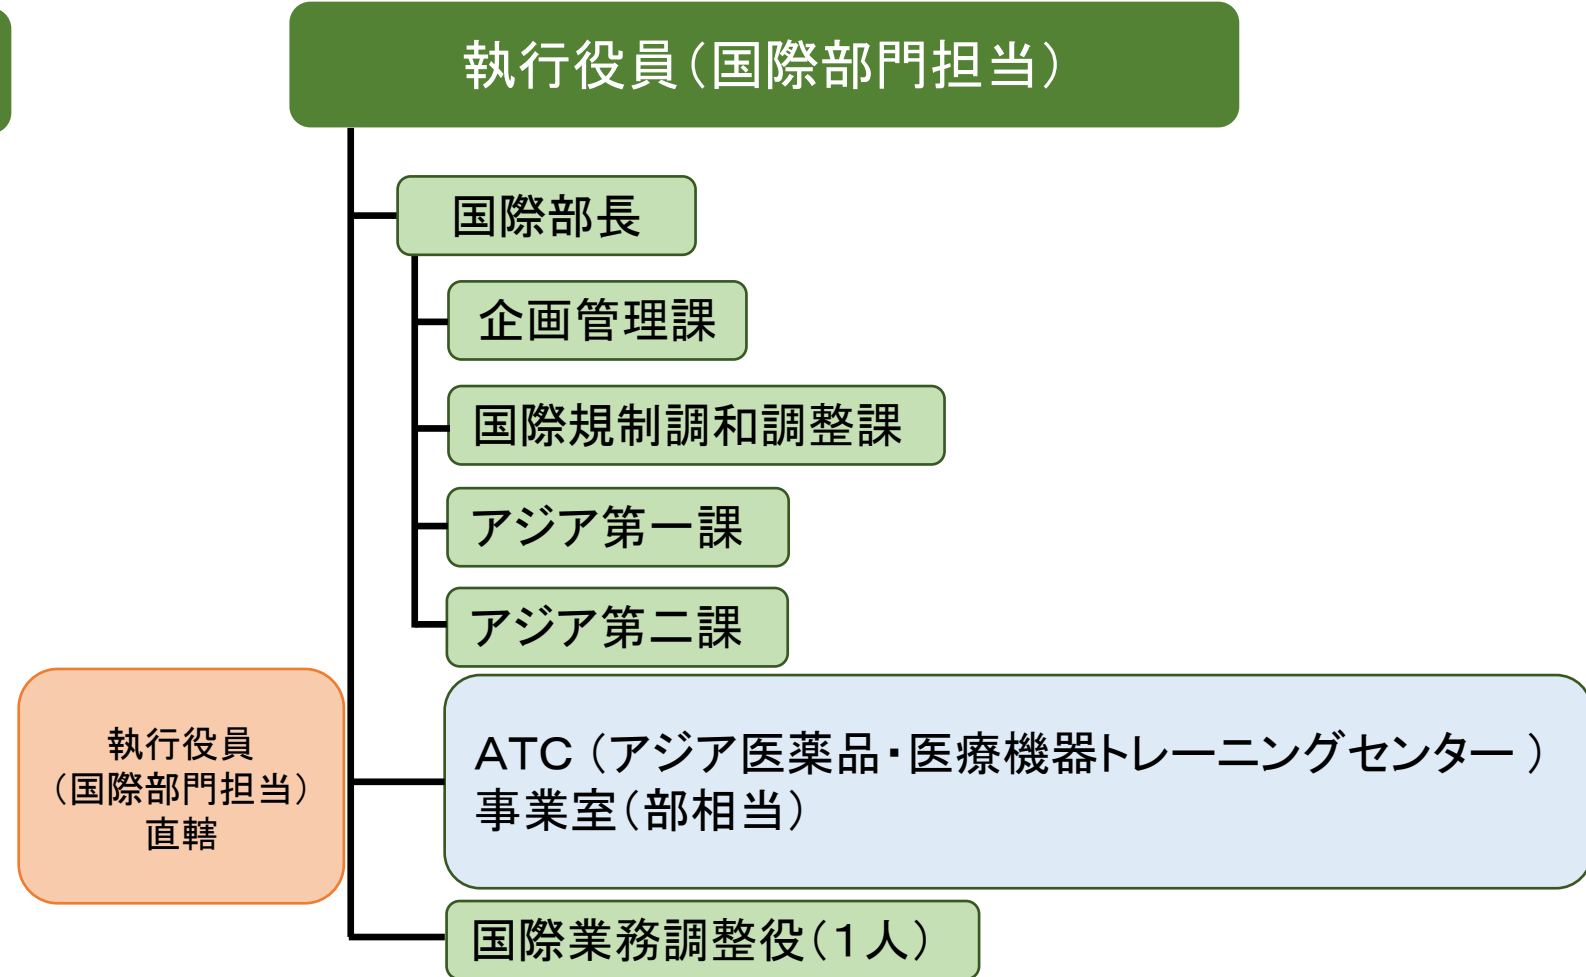 執行役員（国際部門担当）
国際部長
企画管理課
国際規制調和調整課
アジア第一課
アジア第二課
執行役員
（国際部門担当）
直轄
ATC（アジア医薬品・医療機器トレーニングセンター）
事業室（部相当）
国際業務調整役（１人）